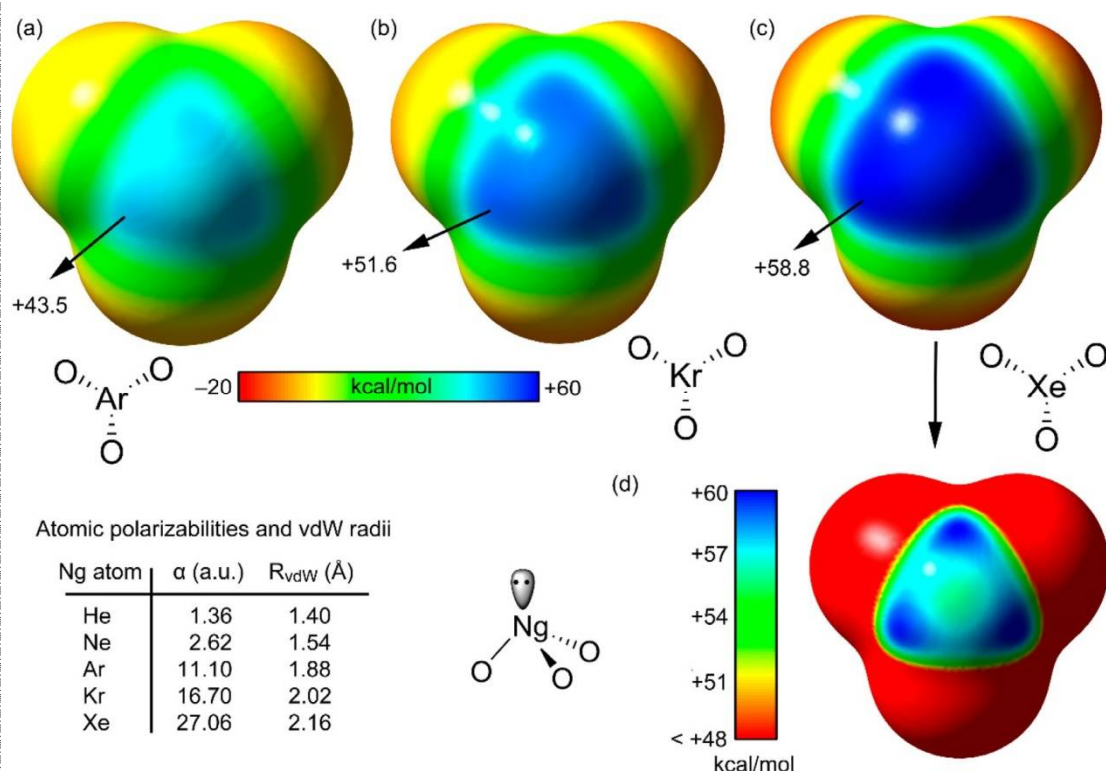 (a)
(b)
(c)
+43.5
+51.6
+58.8
O O
Ar
O
–20 kcal/mol +60
O O
Kr
O
O O
Xe
O
(d)
+60
+57
+54
+51
< +48
kcal/mol
Atomic polarizabilities and vdW radii
Ng atom α (a.u.) RvdW (Å)
He 1.36 1.40
Ne 2.62 1.54
Ar 11.10 1.88
Kr 16.70 2.02
Xe 27.06 2.16
Ng
O O O